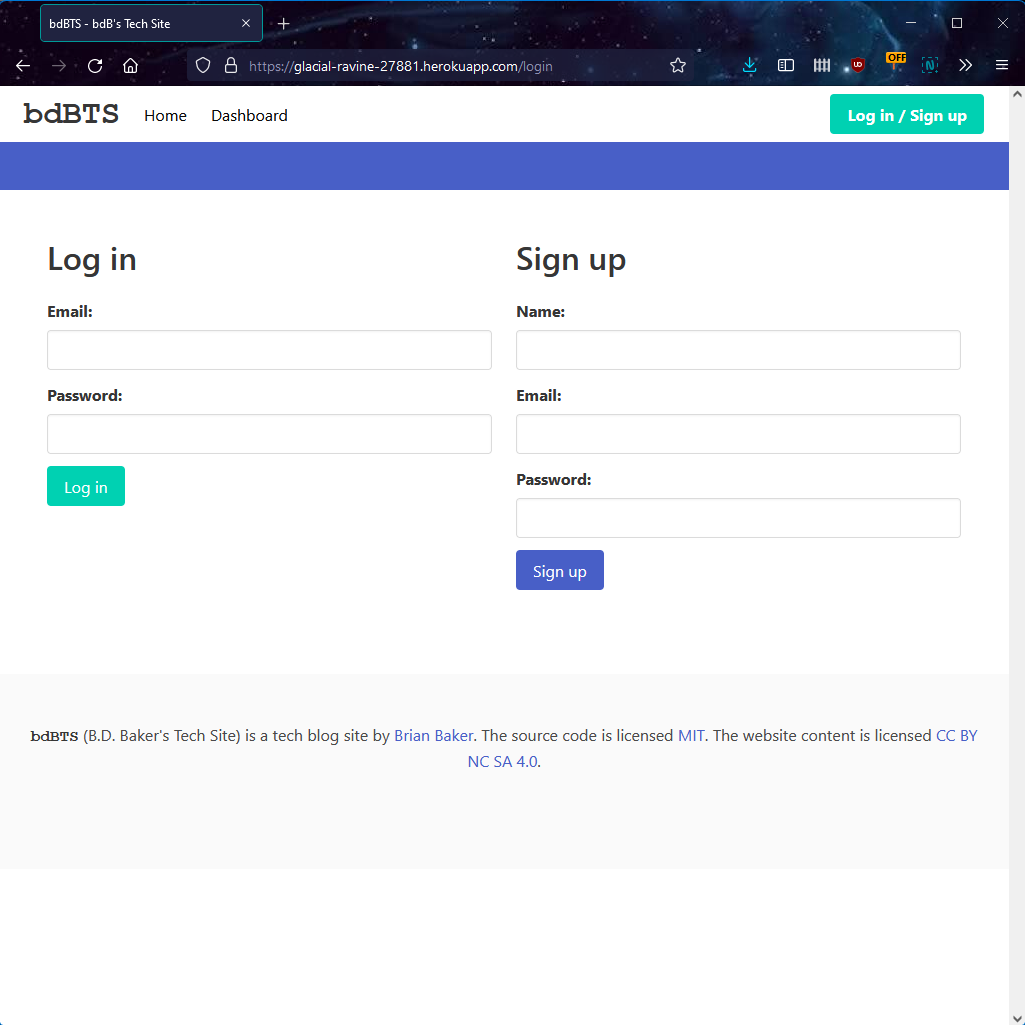 bdBTS - bdB's Tech Site
https://glacial-ravine-27881.herokuapp.com/login
OFF
UD
N
bdBTS Home Dashboard Log in / Sign up
Log in
Email:
Password:
Log in
Sign up
Name:
Email:
Password:
Sign up
bdBTS (B.D. Baker's Tech Site) is a tech blog site by Brian Baker. The source code is licensed MIT. The website content is licensed CC BY
NC SA 4.0.